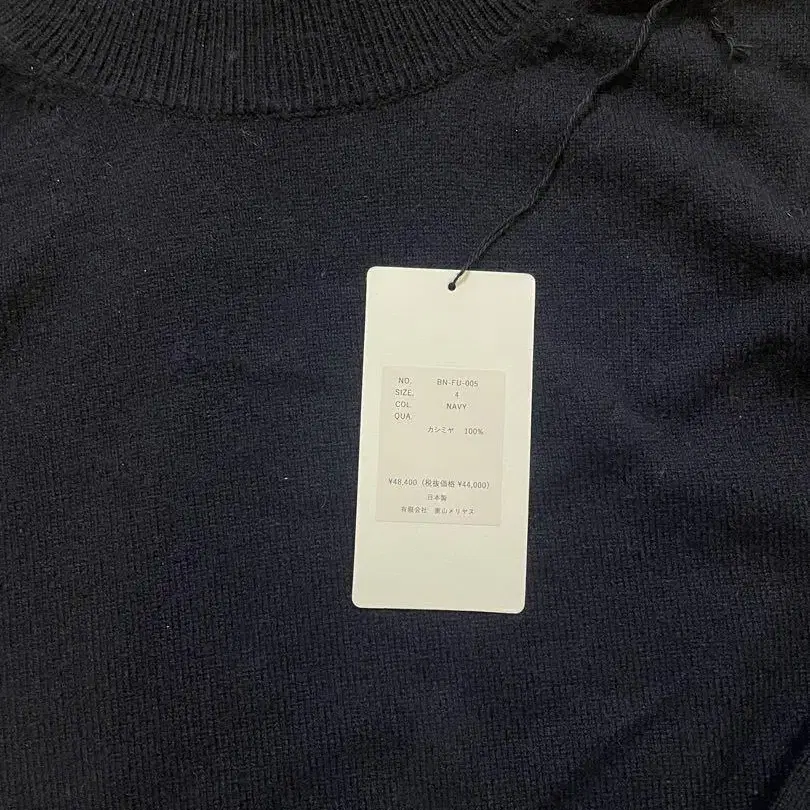 NO. BN-FU-005
SIZE. 4
COL. NAVY
QUA.
カシミヤ 100%
¥48,400 (税抜価格 ¥44,000)
日本製
有限会社 奥山メリヤス